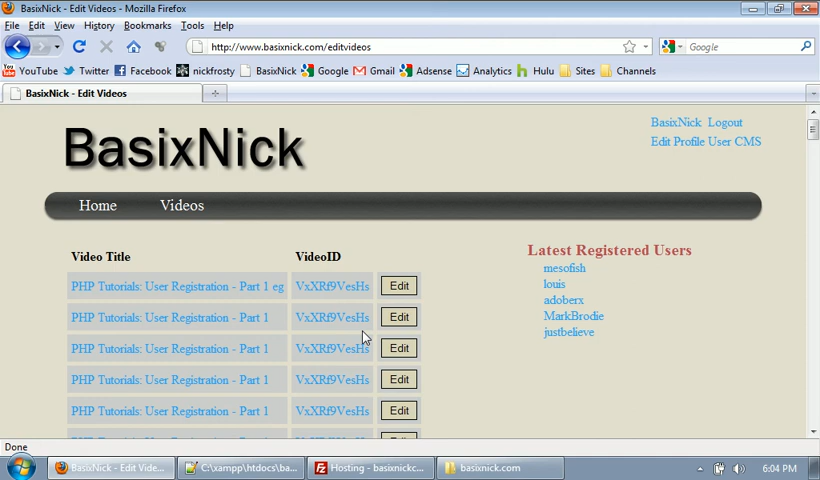 BasixNick - Edit Videos - Mozilla Firefox
File Edit View History Bookmarks Tools Help
http://www.basixnick.com/editvideos
Google
YouTube Twitter Facebook nickfrosty BasixNick Google Gmail Adsense Analytics Hulu Sites Channels
BasixNick - Edit Videos
BasixNick Logout
Edit Profile User CMS
BasixNick
Home Videos
Video Title VideoID
Latest Registered Users
mesofish
louis
adoberx
MarkBrodie
justbelieve
PHP Tutorials: User Registration - Part 1 eg VxXRf9VesHs Edit
PHP Tutorials: User Registration - Part 1 VxXRf9VesHs Edit
PHP Tutorials: User Registration - Part 1 VxXRf9VesHs Edit
PHP Tutorials: User Registration - Part 1 VxXRf9VesHs Edit
PHP Tutorials: User Registration - Part 1 VxXRf9VesHs Edit
Done
BasixNick - Edit Vide... C:\xampp\htdocs\ba... Hosting - basixnickc... basixnick.com 6:04 PM